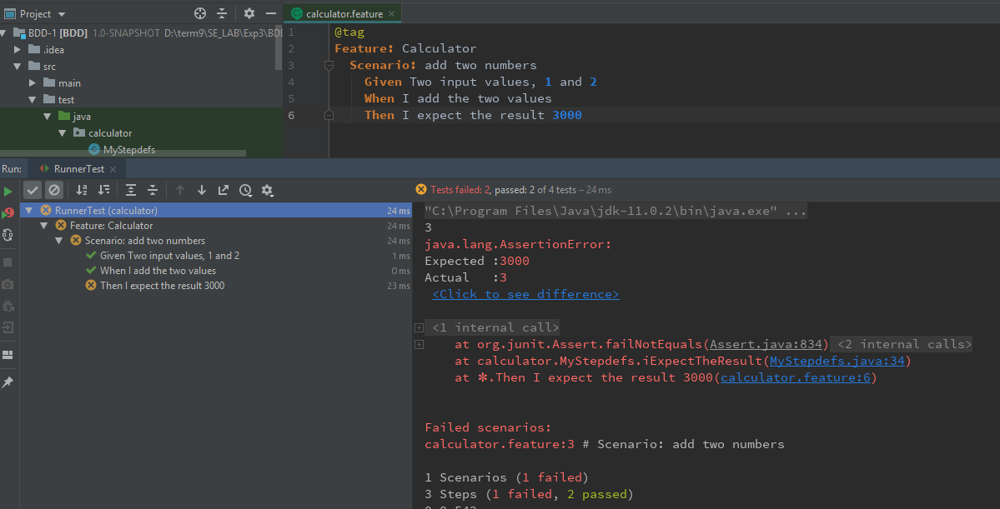 Project
calculator.feature
BDD-1 [BDD] 1.0-SNAPSHOT D:\term9\SE_LAB\Exp3\BD
.idea
src
main
test
java
calculator
MyStepdefs
1 @tag
2 Feature: Calculator
3 Scenario: add two numbers
4 Given Two input values, 1 and 2
5 When I add the two values
6 Then I expect the result 3000
Run: RunnerTest
Tests failed: 2, passed: 2 of 4 tests – 24 ms
RunnerTest (calculator) 24 ms
Feature: Calculator 24 ms
Scenario: add two numbers 24 ms
Given Two input values, 1 and 2 1 ms
When I add the two values 0 ms
Then I expect the result 3000 23 ms
"C:\Program Files\Java\jdk-11.0.2\bin\java.exe" ...
3
java.lang.AssertionError:
Expected :3000
Actual :3
<Click to see difference>
<1 internal call>
at org.junit.Assert.failNotEquals(Assert.java:834) <2 internal calls>
at calculator.MyStepdefs.iExpectTheResult(MyStepdefs.java:34)
at ✻.Then I expect the result 3000(calculator.feature:6)
Failed scenarios:
calculator.feature:3 # Scenario: add two numbers
1 Scenarios (1 failed)
3 Steps (1 failed, 2 passed)